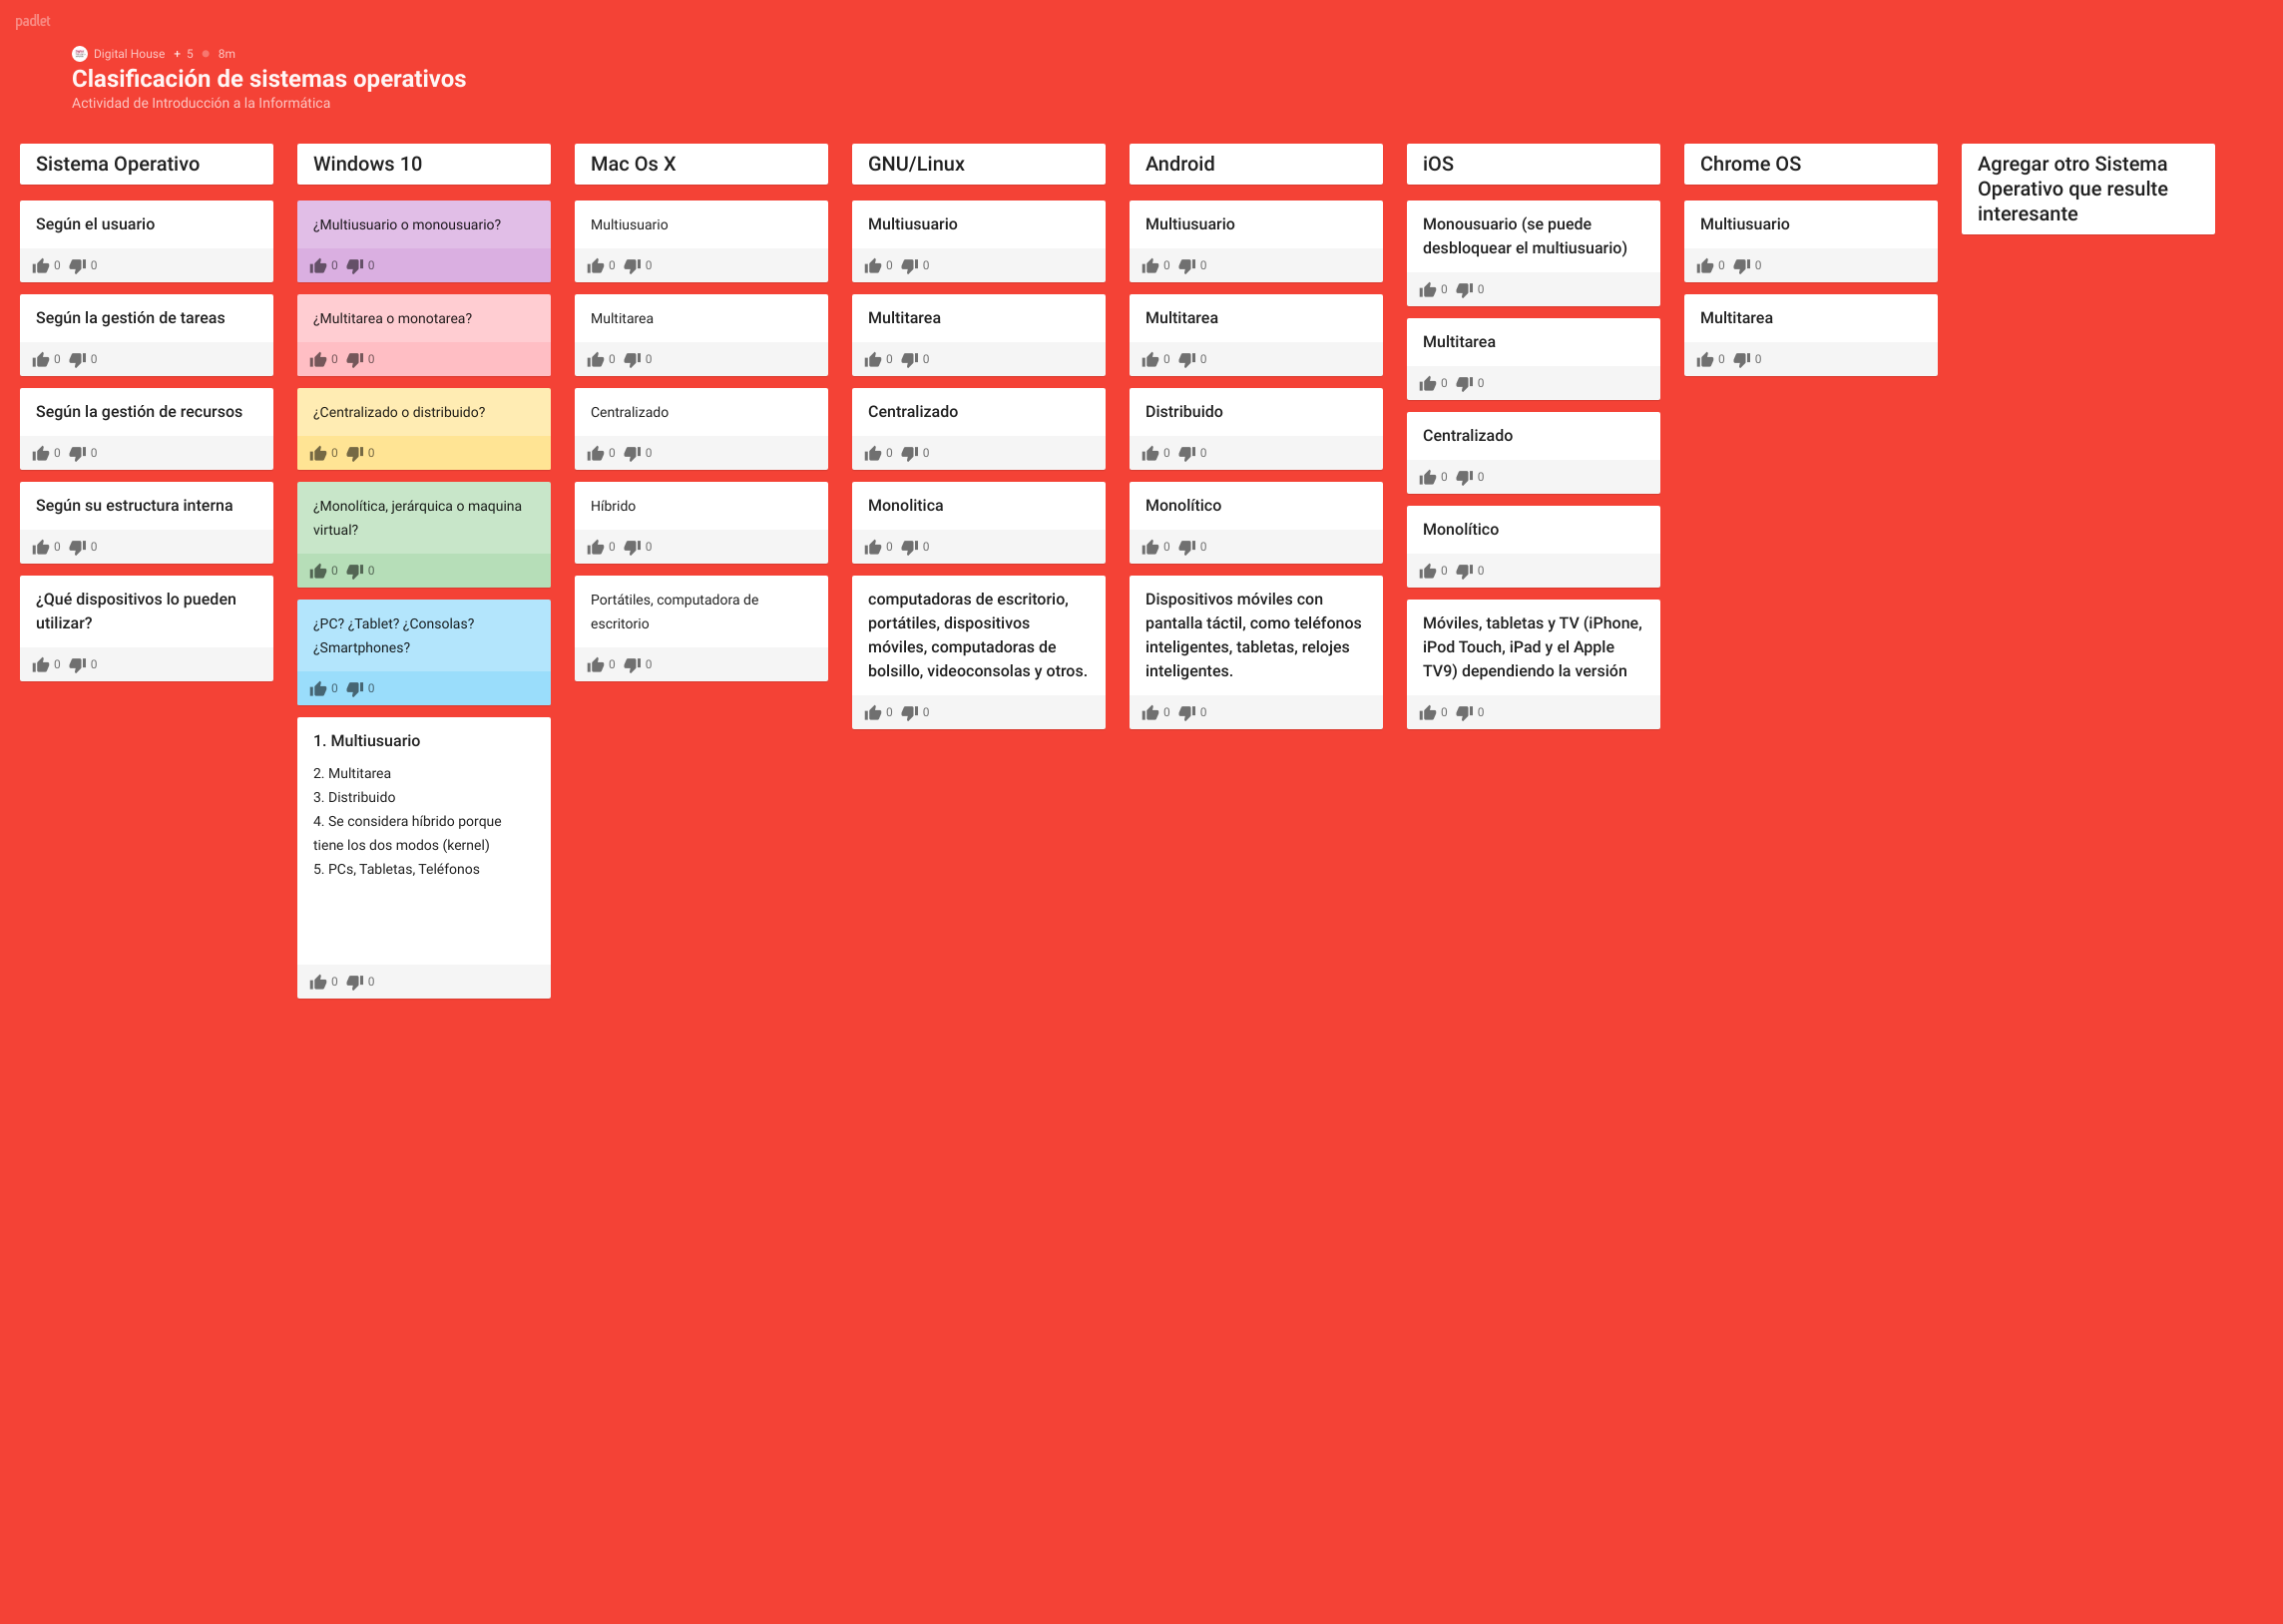 padlet
Digital House + 5 8m
Clasificación de sistemas operativos
Actividad de Introducción a la Informática
Sistema Operativo
Según el usuario
0 0
Según la gestión de tareas
0 0
Según la gestión de recursos
0 0
Según su estructura interna
0 0
¿Qué dispositivos lo pueden
utilizar?
0 0
Windows 10
¿Multiusuario o monousuario?
0 0
¿Multitarea o monotarea?
0 0
¿Centralizado o distribuido?
0 0
¿Monolítica, jerárquica o maquina
virtual?
0 0
¿PC? ¿Tablet? ¿Consolas?
¿Smartphones?
0 0
1. Multiusuario
2. Multitarea
3. Distribuido
4. Se considera híbrido porque
tiene los dos modos (kernel)
5. PCs, Tabletas, Teléfonos
0 0
Mac Os X
Multiusuario
0 0
Multitarea
0 0
Centralizado
0 0
Híbrido
0 0
Portátiles, computadora de
escritorio
0 0
GNU/Linux
Multiusuario
0 0
Multitarea
0 0
Centralizado
0 0
Monolitica
0 0
computadoras de escritorio,
portátiles, dispositivos
móviles, computadoras de
bolsillo, videoconsolas y otros.
0 0
Android
Multiusuario
0 0
Multitarea
0 0
Distribuido
0 0
Monolítico
0 0
Dispositivos móviles con
pantalla táctil, como teléfonos
inteligentes, tabletas, relojes
inteligentes.
0 0
iOS
Monousuario (se puede
desbloquear el multiusuario)
0 0
Multitarea
0 0
Centralizado
0 0
Monolítico
0 0
Móviles, tabletas y TV (iPhone,
iPod Touch, iPad y el Apple
TV9) dependiendo la versión
0 0
Chrome OS
Multiusuario
0 0
Multitarea
0 0
Agregar otro Sistema
Operativo que resulte
interesante